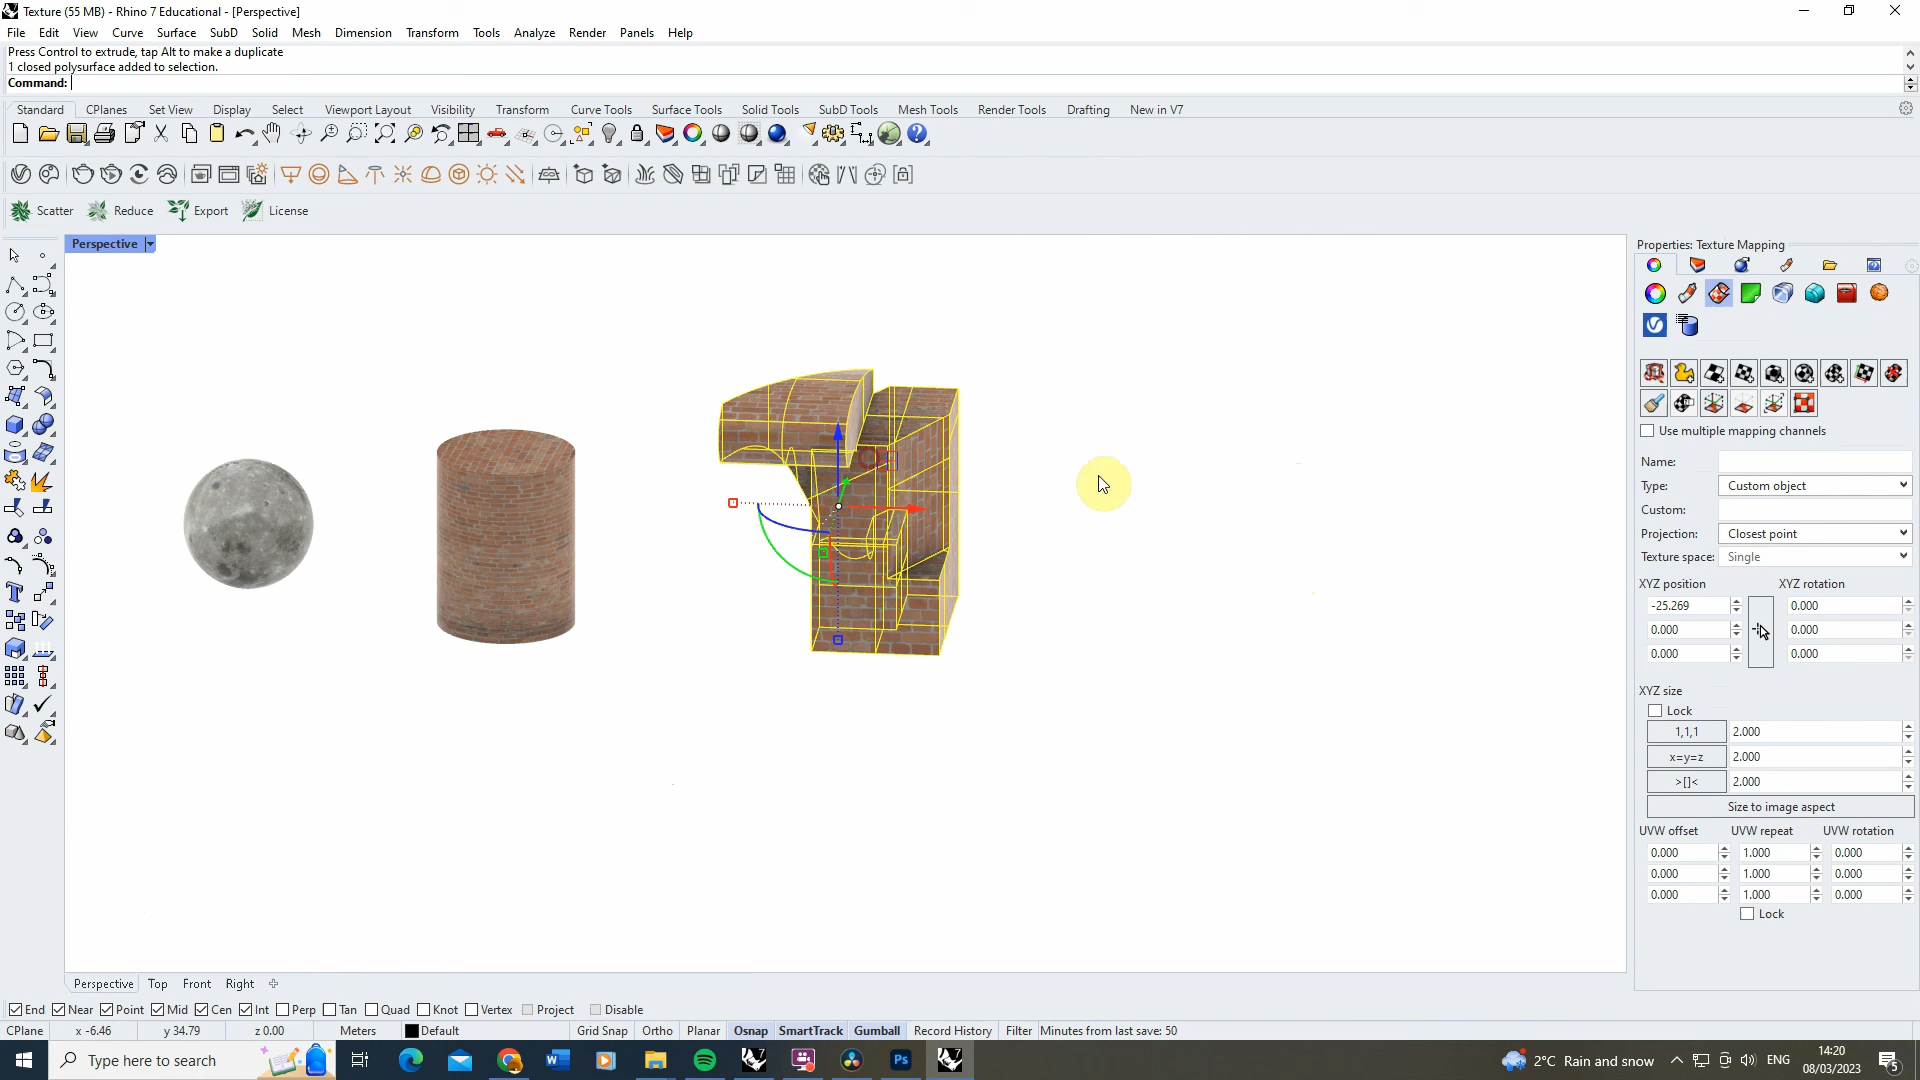 Texture (55 MB) - Rhino 7 Educational - [Perspective]
File Edit View Curve Surface SubD Solid Mesh Dimension Transform Tools Analyze Render Panels Help
Press Control to extrude, tap Alt to make a duplicate
1 closed polysurface added to selection.
Command:
Standard CPlanes Set View Display Select Viewport Layout Visibility Transform Curve Tools Surface Tools Solid Tools SubD Tools Mesh Tools Render Tools Drafting New in V7
Scatter Reduce Export License
Perspective
Properties: Texture Mapping
Use multiple mapping channels
Name:
Type: Custom object
Custom:
Projection: Closest point
Texture space: Single
XYZ position XYZ rotation
-25.269 0.000
0.000 0.000
0.000 0.000
XYZ size
Lock
1,1,1 2.000
x=y=z 2.000
>[]< 2.000
Size to image aspect
UVW offset UVW repeat UVW rotation
0.000 1.000 0.000
0.000 1.000 0.000
0.000 1.000 0.000
Lock
Perspective Top Front Right
End Near Point Mid Cen Int Perp Tan Quad Knot Vertex Project Disable
CPlane x -6.46 y 34.79 z 0.00 Meters Default Grid Snap Ortho Planar Osnap SmartTrack Gumball Record History Filter Minutes from last save: 50
Type here to search 2°C Rain and snow ENG 14:20
08/03/2023 5